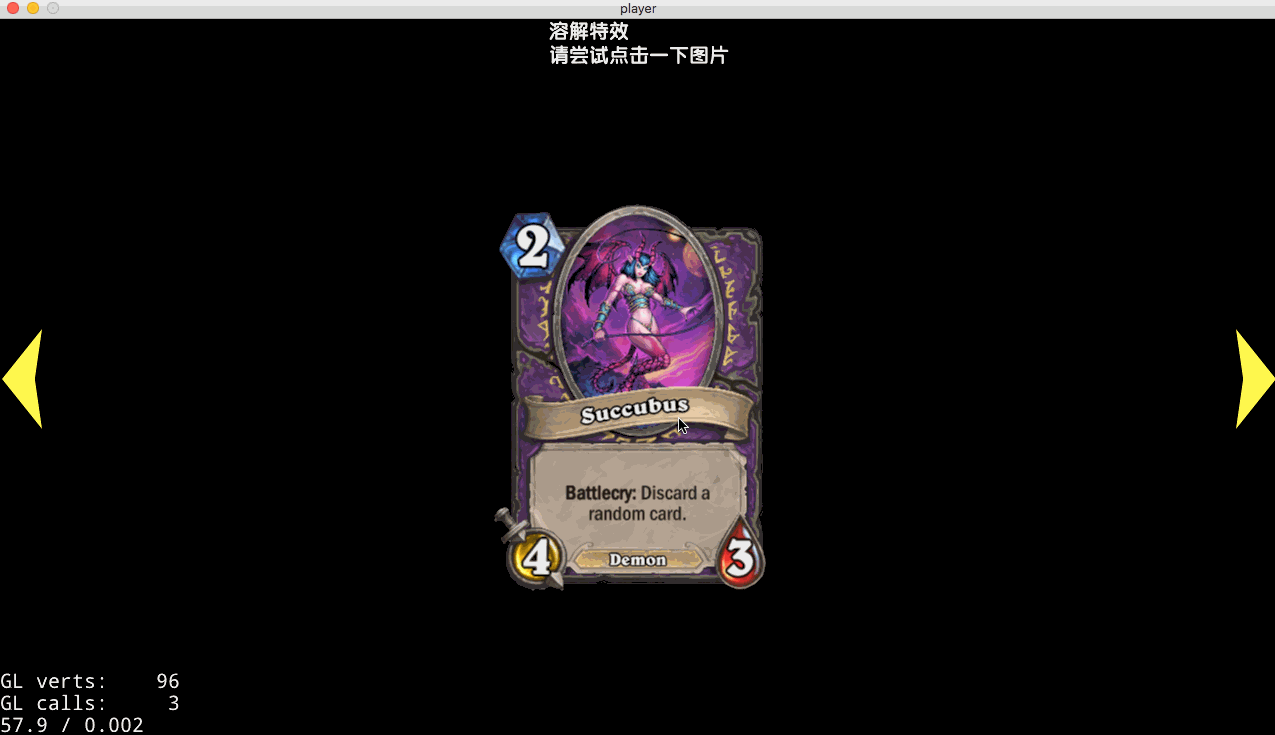 player
溶解特效
请尝试点击一下图片
2
Succubus
Battlecry: Discard a
random card.
4
Demon
3
GL verts: 96
GL calls: 3
57.9 / 0.002